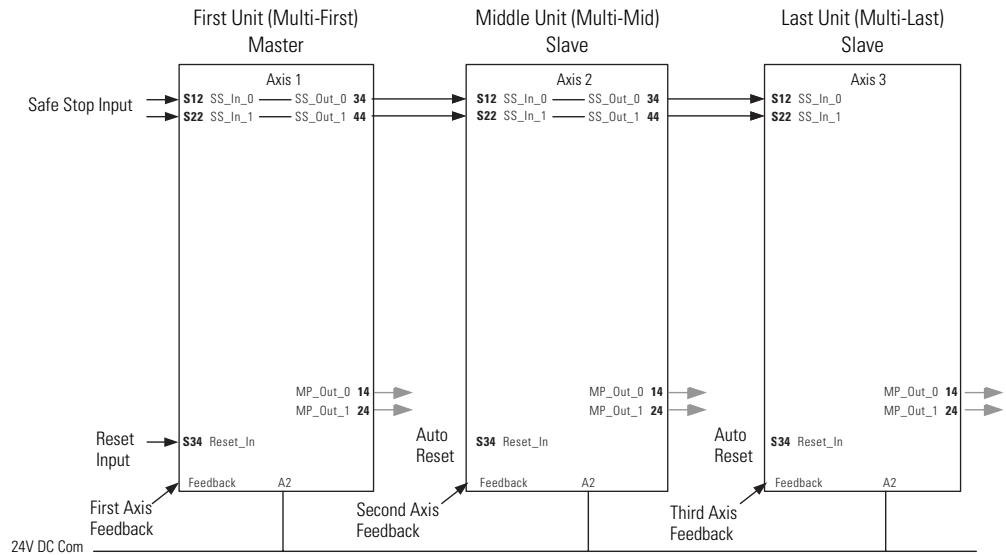 First Unit (Multi-First)
Master
Middle Unit (Multi-Mid)
Slave
Last Unit (Multi-Last)
Slave
Axis 1
Axis 2
Axis 3
Safe Stop Input
S12 SS_In_0 SS_Out_0 34
S22 SS_In_1 SS_Out_1 44
S12 SS_In_0 SS_Out_0 34
S22 SS_In_1 SS_Out_1 44
S12 SS_In_0
S22 SS_In_1
MP_Out_0 14
MP_Out_1 24
MP_Out_0 14
MP_Out_1 24
MP_Out_0 14
MP_Out_1 24
Reset
Input
S34 Reset_In
Auto
Reset
S34 Reset_In
Auto
Reset
S34 Reset_In
Feedback A2
Feedback A2
Feedback A2
First Axis
Feedback
Second Axis
Feedback
Third Axis
Feedback
24V DC Com